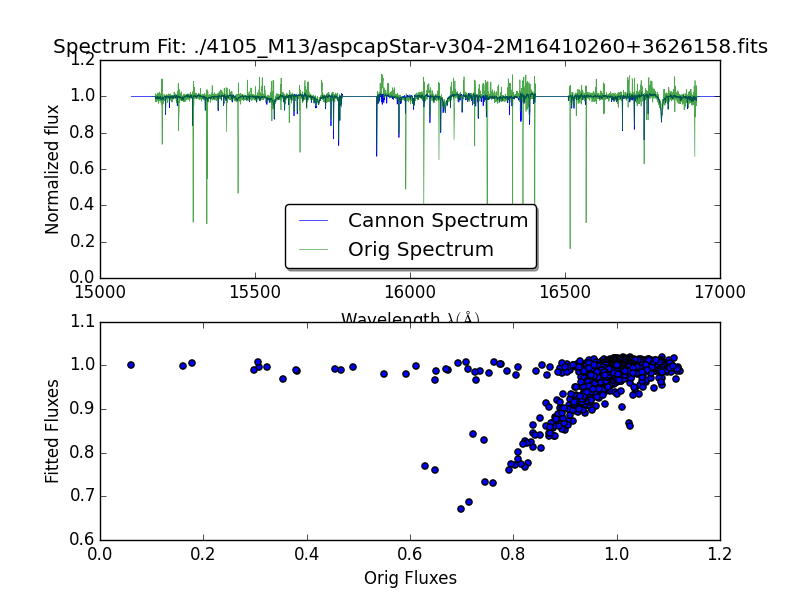 Spectrum Fit: ./4105_M13/aspcapStar-v304-2M16410260+3626158.fits
1.2
1.0
0.8
0.6
0.4
0.2
0.0
Normalized flux
Cannon Spectrum
Orig Spectrum
15000 15500 16000 16500 17000
Wavelength λ(Å)
1.1
1.0
0.9
0.8
0.7
0.6
Fitted Fluxes
0.0 0.2 0.4 0.6 0.8 1.0 1.2
Orig Fluxes